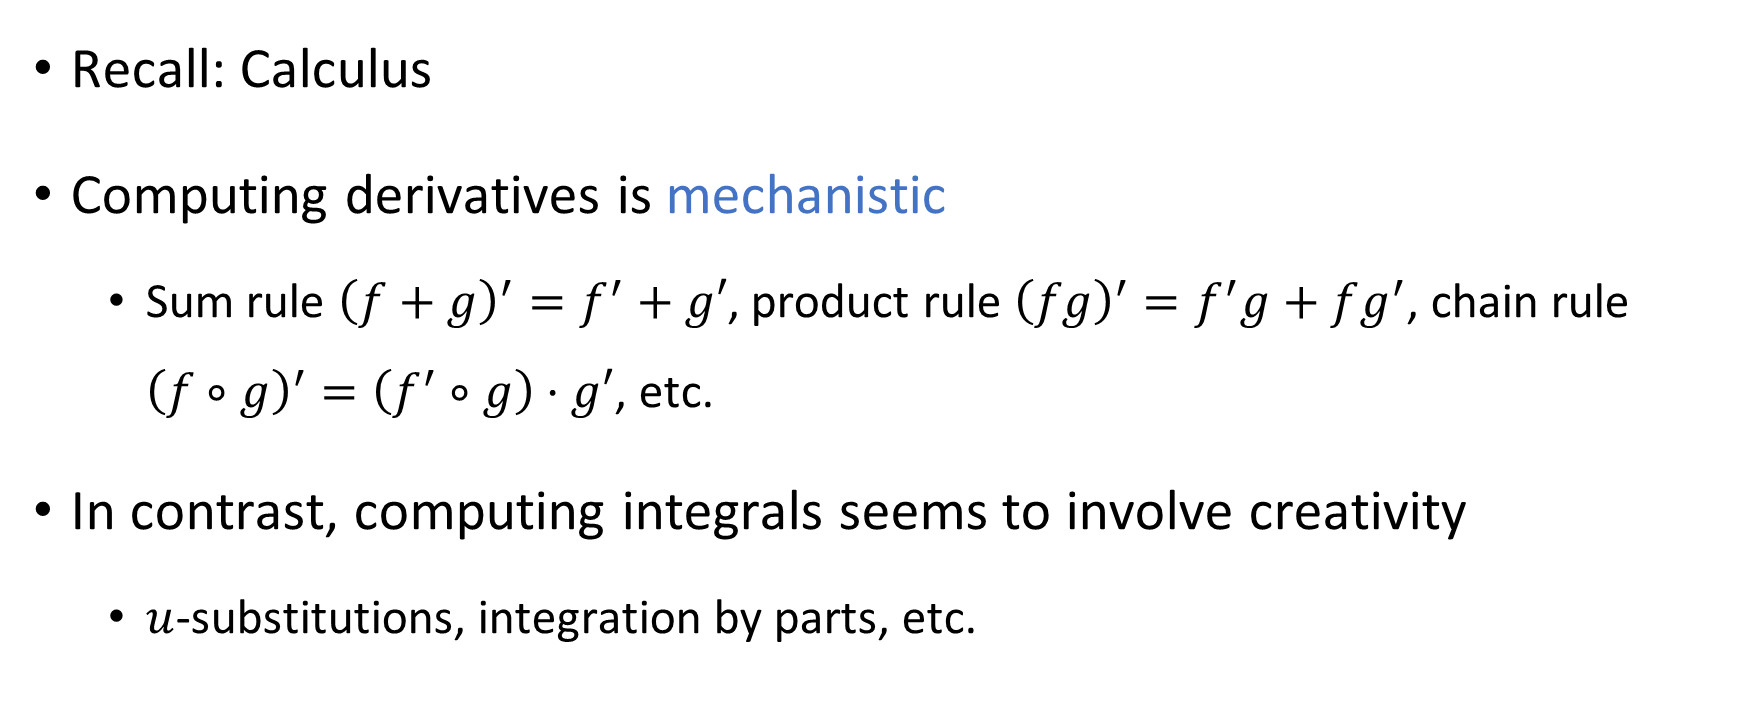 • Recall: Calculus
• Computing derivatives is mechanistic
• Sum rule (f + g)′ = f′ + g′, product rule (fg)′ = f′g + fg′, chain rule
(f ∘ g)′ = (f′ ∘ g) ⋅ g′, etc.
• In contrast, computing integrals seems to involve creativity
• u-substitutions, integration by parts, etc.